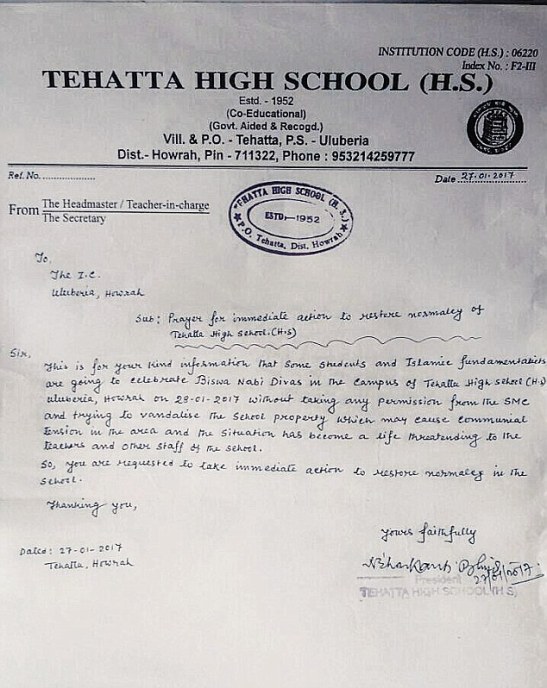 INSTITUTION CODE (H.S.) : 06220
Index No. : F2-III
TEHATTA HIGH SCHOOL (H.S.)
Estd. - 1952
(Co-Educational)
(Govt. Aided & Recogd.)
Vill. & P.O. - Tehatta, P.S. - Uluberia
Dist.- Howrah, Pin - 711322, Phone : 953214259777
Ref. No. ..................
Date 27-01-2017
From The Headmaster / Teacher-in-charge
The Secretary
TEHATTA HIGH SCHOOL (H. S.)
ESTD.-1952
P.O. Tehatta, Dist. Howrah
To,
The I.C.
Uluberia, Howrah
Sub: Prayer for immediate action to restore normalcy of
Tehatta High School.(H.S)
Sir,
This is for your kind information that some students and Islamic fundamentalists
are going to celebrate Biswa Nabi Divas in the campus of Tehatta High school (H.S)
Uluberia, Howrah on 28-01-2017 without taking any permission from the SMC
and trying to vandalise the school property which may cause communial
tension in the area and the situation has become a life threatending to the
teachers and other staff of the school.
So, you are requested to take immediate action to restore normalcy in the
school.
Thanking you,
Yours faithfully
Dated: 27-01-2017
Tehatta, Howrah
27/01/2017
President
TEHATTA HIGH SCHOOL (H.S,